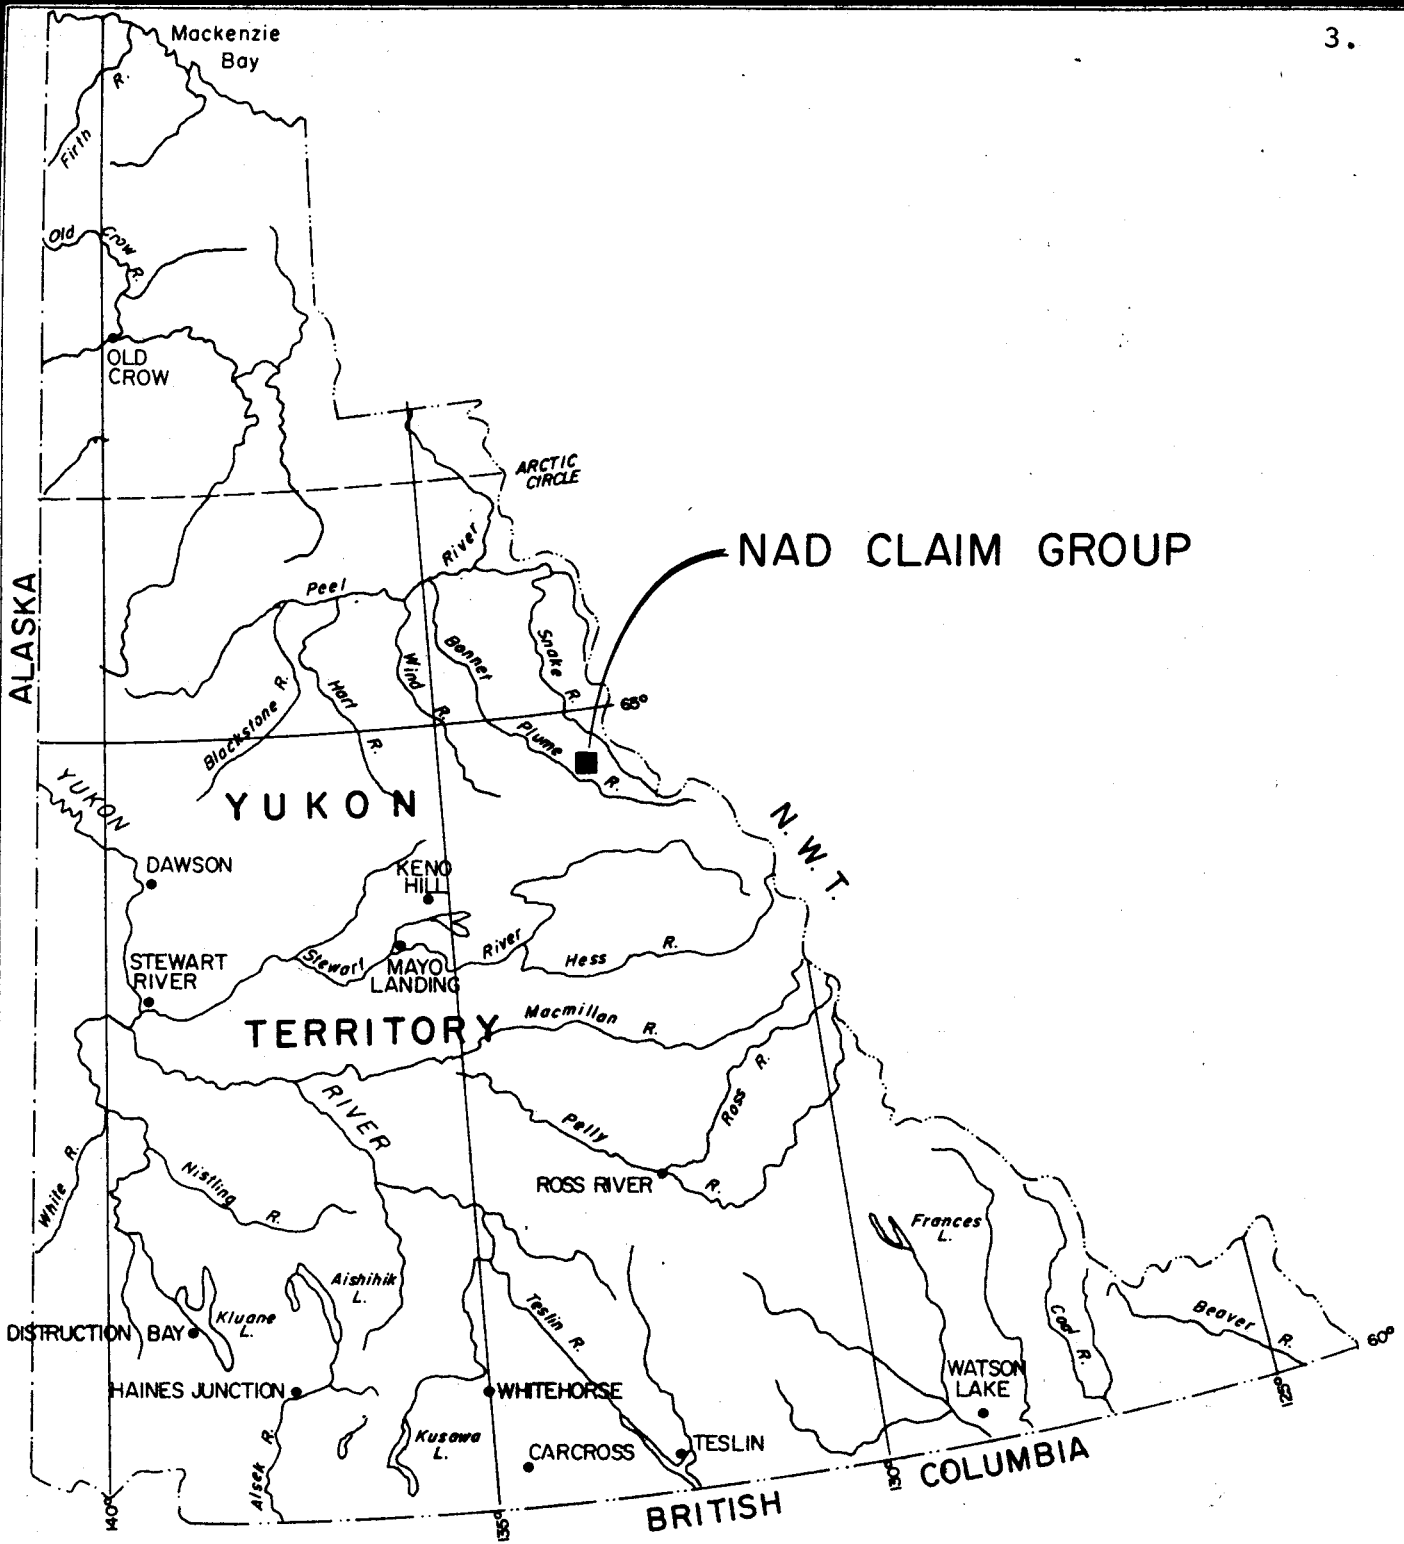 3.
Mackenzie
Bay
Firth R.
Old Crow R.
OLD
CROW
ARCTIC
CIRCLE
NAD CLAIM GROUP
River
Peel
ALASKA
Blackstone R.
Hart R.
Wind R.
Bonnet Plume R.
Snake R.
65°
YUKON
YUKON
N. W. T.
DAWSON
KENO
HILL
STEWART
RIVER
Stewart
MAYO
LANDING
River
Hess R.
TERRITORY
Macmillan R.
RIVER
Ross R.
Pelly R.
ROSS RIVER
White R.
Nistling R.
Frances
L.
Aishihik
L.
Kluane
L.
DISTRUCTION BAY
Teslin R.
Coal R.
Beaver R.
60°
HAINES JUNCTION
WHITEHORSE
WATSON
LAKE
Kusawa
L.
CARCROSS
TESLIN
Alsek R.
140°
135°
130°
125°
BRITISH COLUMBIA